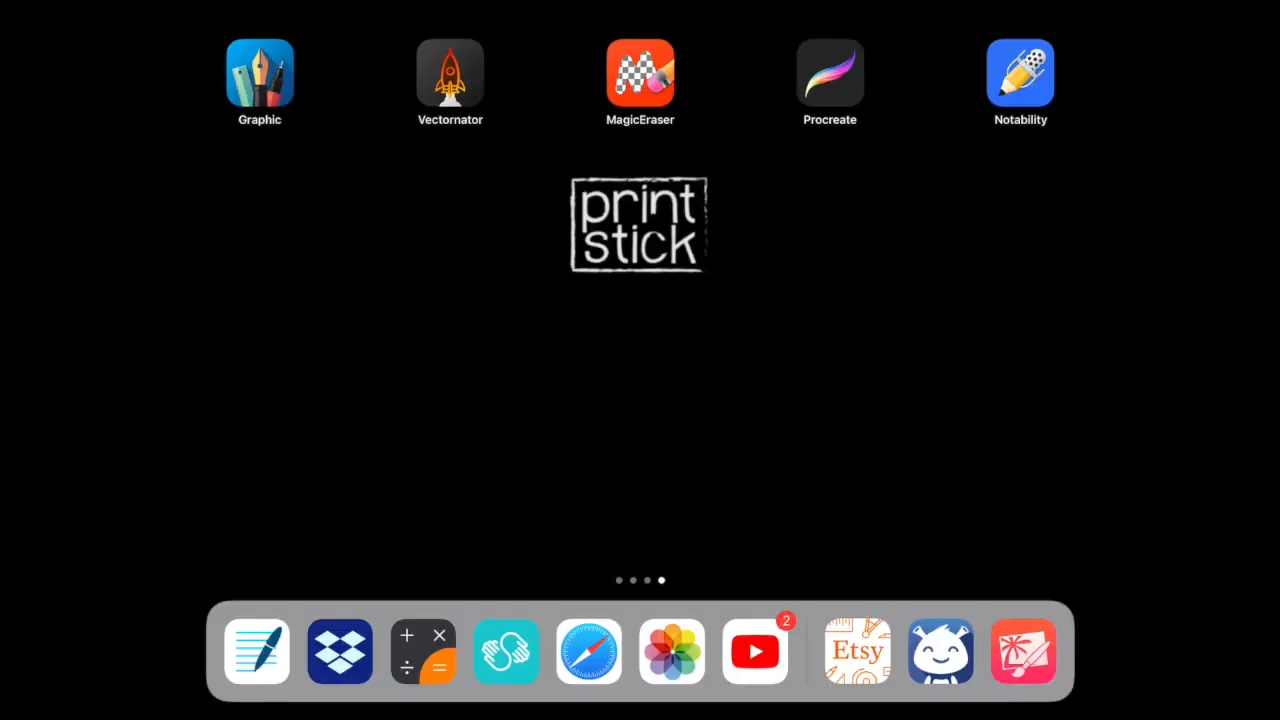 Graphic
Vectornator
MagicEraser
Procreate
Notability
print
stick
2
Etsy